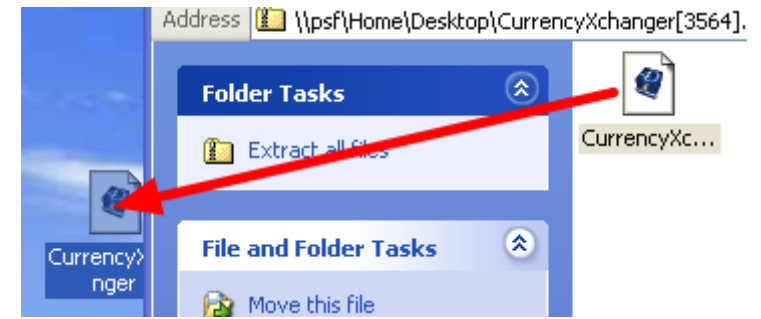 Address \\psf\Home\Desktop\CurrencyXchanger[3564].
Folder Tasks
Extract all files
CurrencyXc...
File and Folder Tasks
CurrencyX
nger
Move this file